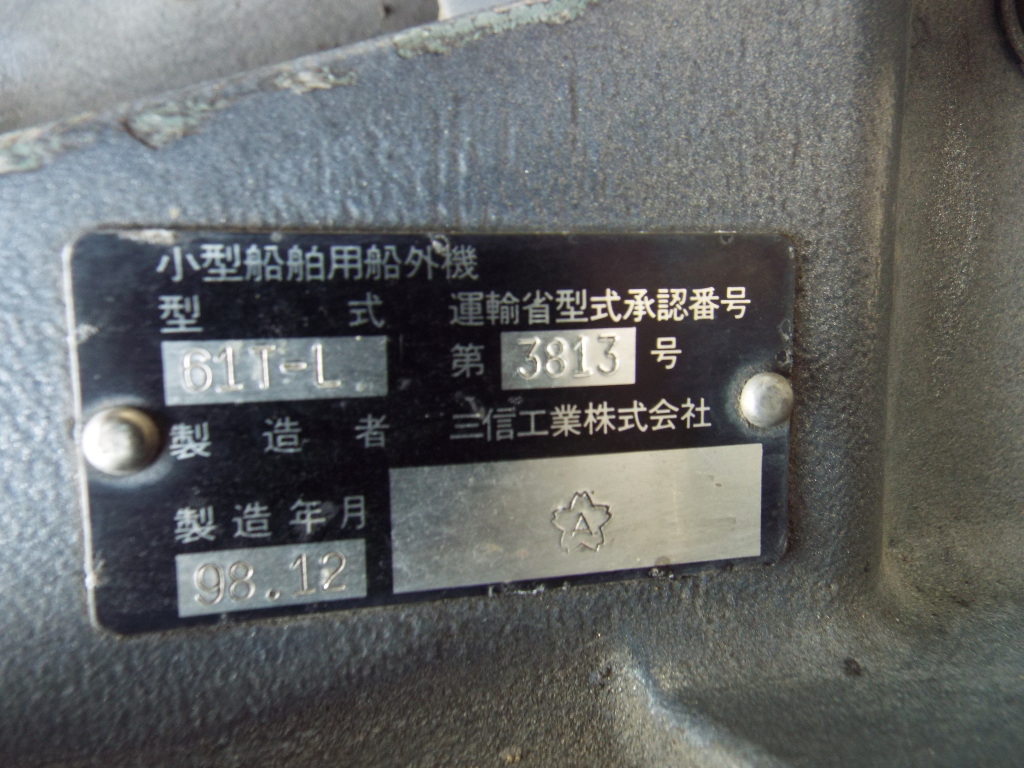 小型船舶用船外機
型式 運輸省型式承認番号
61T-L 第 3813 号
製造者 三信工業株式会社
製造年月
A
98.12